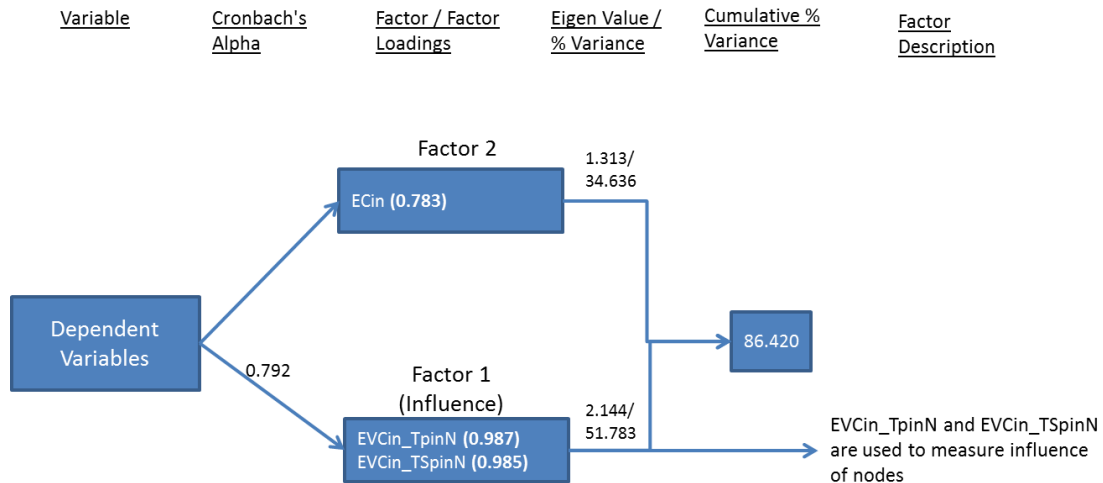 Variable
Cronbach's
Alpha
Factor / Factor
Loadings
Eigen Value /
% Variance
Cumulative %
Variance
Factor
Description
Factor 2
1.313/
34.636
ECin (0.783)
Dependent
Variables
86.420
0.792
Factor 1
(Influence)
2.144/
51.783
EVCin_TpinN (0.987)
EVCin_TSpinN (0.985)
EVCin_TpinN and EVCin_TSpinN
are used to measure influence
of nodes